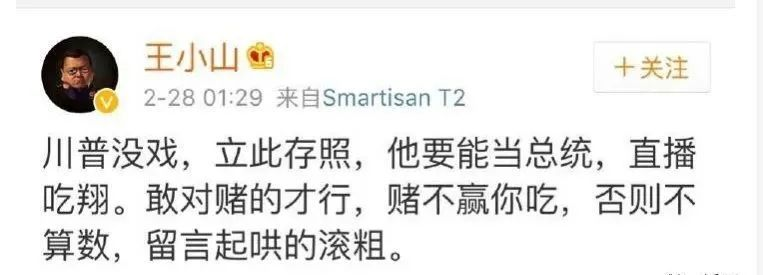 王小山
+关注
2-28 01:29 来自Smartisan T2
川普没戏，立此存照，他要能当总统，直播
吃翔。敢对赌的才行，赌不赢你吃，否则不
算数，留言起哄的滚粗。